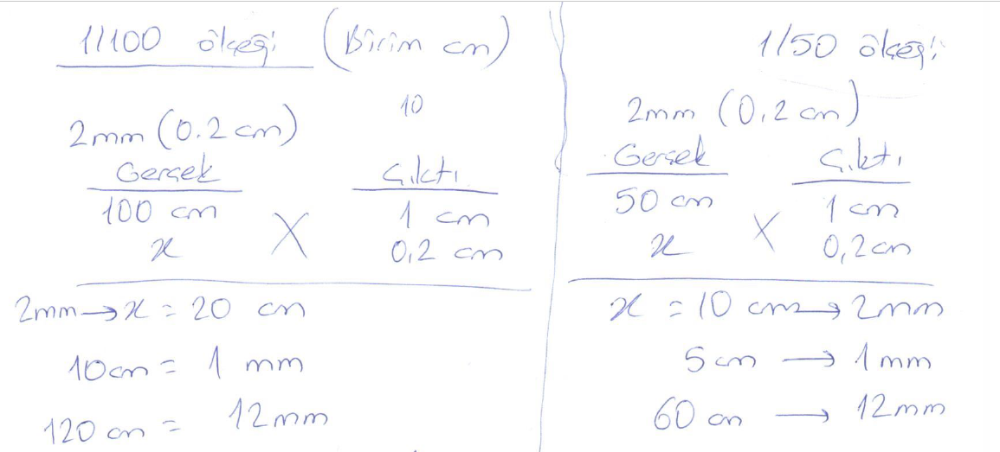 1/100 ölçeği (Birim cm)
10
2mm (0.2 cm)
Gerçek Çıktı
100 cm 1 cm
x X 0,2 cm
2mm → x = 20 cm
10cm = 1 mm
120 cm = 12mm
1/50 ölçeği
2mm (0,2 cm)
Gerçek Çıktı
50 cm 1 cm
x X 0,2cm
x = 10 cm → 2mm
5 cm → 1mm
60 cm → 12mm